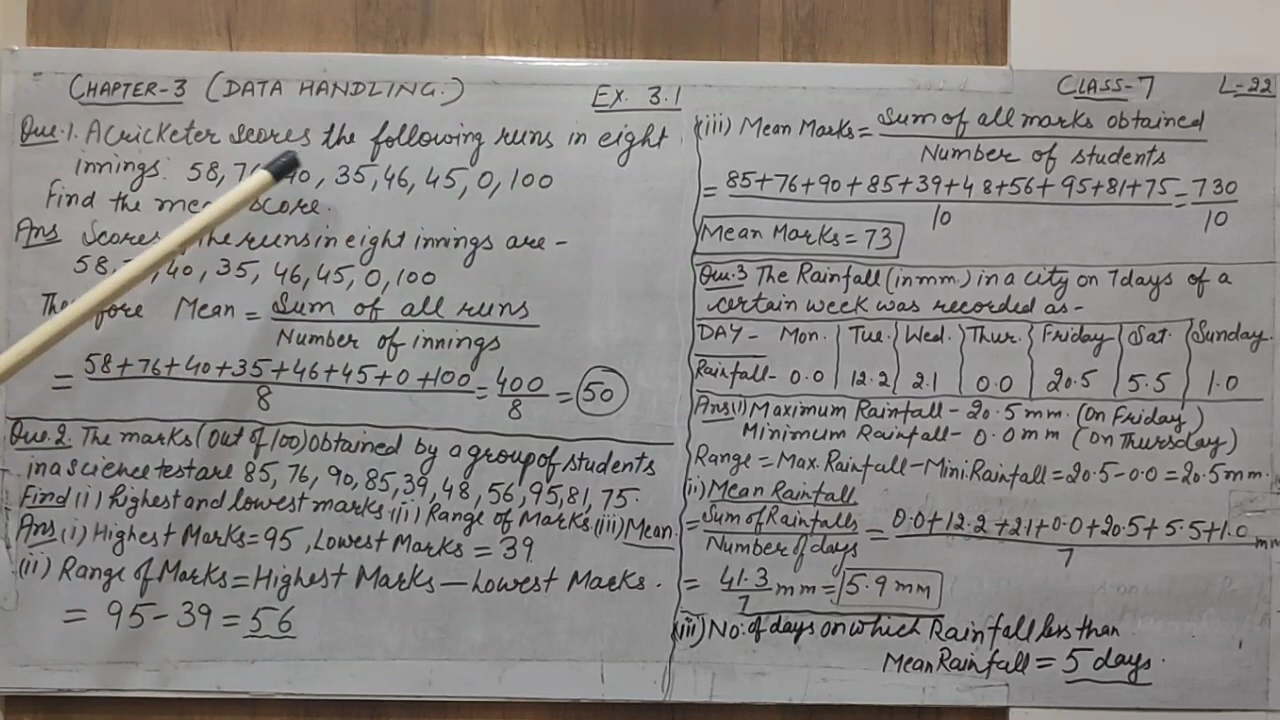 CHAPTER-3 (DATA HANDLING.)
EX. 3.1
CLASS-7
L-22
Que.1. A Cricketer scores the following runs in eight
innings: 58, 40, 35, 46, 45, 0, 100
Find the score.
Ans Scores the runs in eight innings are -
58, 40, 35, 46, 45, 0, 100
Mean = Sum of all runs
Number of innings
= 58+76+40+35+46+45+0+100 = 400 = 50
8 8
Que.2. The marks (out of 100) obtained by a group of students
in a science test are 85, 76, 90, 85, 39, 48, 56, 95, 81, 75.
Find (i) highest and lowest marks (ii) Range of Marks (iii) Mean.
Ans (i) Highest Marks = 95, Lowest Marks = 39
(ii) Range of Marks = Highest Marks - Lowest Marks.
= 95 - 39 = 56
(iii) Mean Marks = Sum of all marks obtained
Number of students
= 85+76+90+85+39+48+56+95+81+75 = 730
10 10
Mean Marks = 73
Que.3 The Rainfall (in mm.) in a city on 7 days of a
certain week was recorded as -
DAY- Mon. Tue. Wed. Thur. Friday Sat. Sunday.
Rainfall- 0.0 12.2 2.1 0.0 20.5 5.5 1.0
Ans (i) Maximum Rainfall - 20.5 mm. (On Friday)
Minimum Rainfall - 0.0 mm (On Thursday)
Range = Max. Rainfall - Mini. Rainfall = 20.5 - 0.0 = 20.5 mm.
(ii) Mean Rainfall
= Sum of Rainfalls = 0.0+12.2+2.1+0.0+20.5+5.5+1.0 mm
Number of days 7
= 41.3 mm = 5.9 mm
7
(iii) No. of days on which Rainfall less than
Mean Rainfall = 5 days.